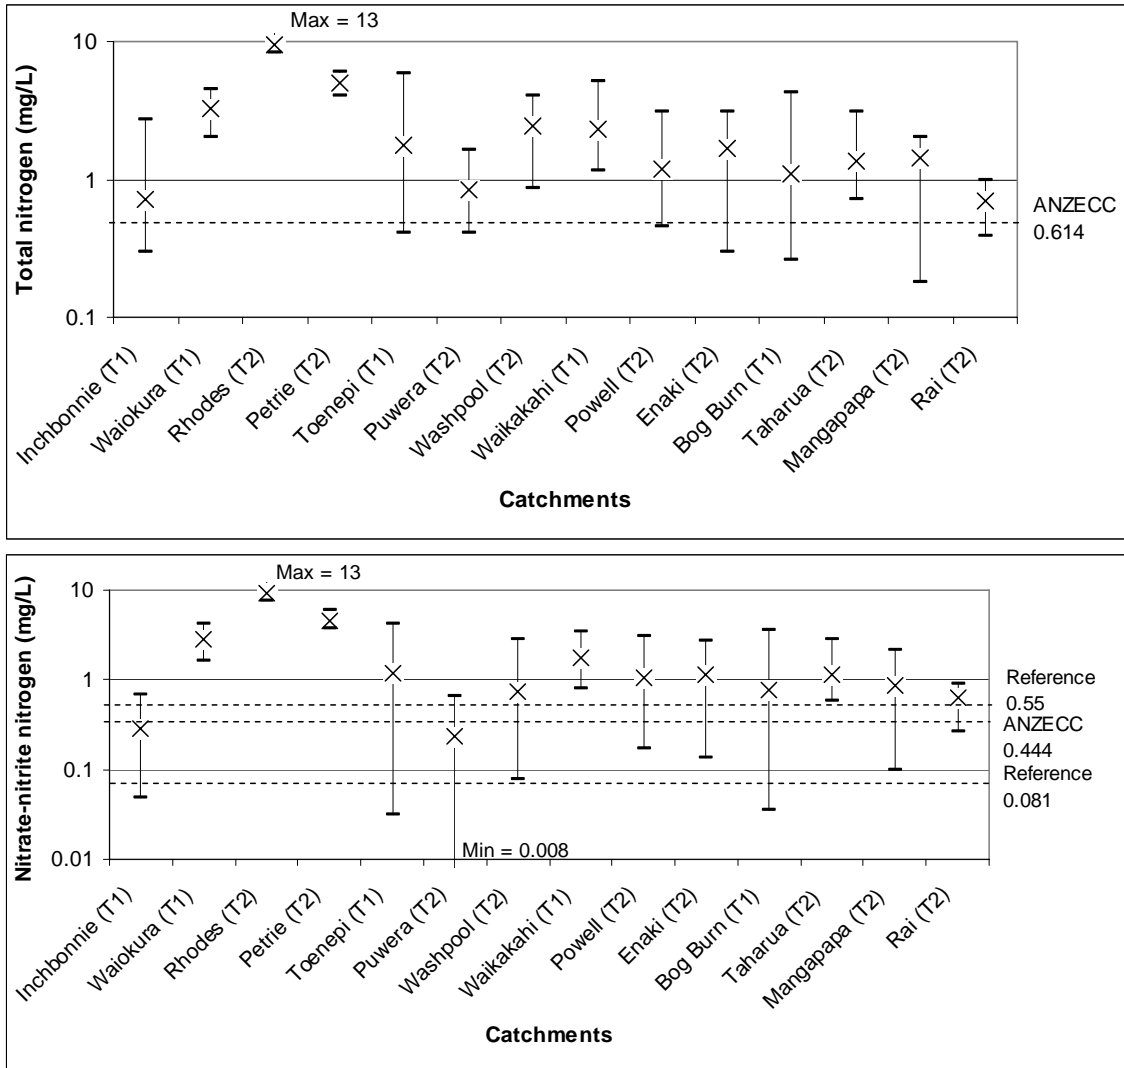 Max = 13
Total nitrogen (mg/L)
10
1
0.1
ANZECC
0.614
Inchbonnie (T1)
Waiokura (T1)
Rhodes (T2)
Petrie (T2)
Toenepi (T1)
Puwera (T2)
Washpool (T2)
Waikakahi (T1)
Powell (T2)
Enaki (T2)
Bog Burn (T1)
Taharua (T2)
Mangapapa (T2)
Rai (T2)
Catchments
Max = 13
Nitrate-nitrite nitrogen (mg/L)
10
1
0.1
0.01
Reference
0.55
ANZECC
0.444
Reference
0.081
Min = 0.008
Inchbonnie (T1)
Waiokura (T1)
Rhodes (T2)
Petrie (T2)
Toenepi (T1)
Puwera (T2)
Washpool (T2)
Waikakahi (T1)
Powell (T2)
Enaki (T2)
Bog Burn (T1)
Taharua (T2)
Mangapapa (T2)
Rai (T2)
Catchments